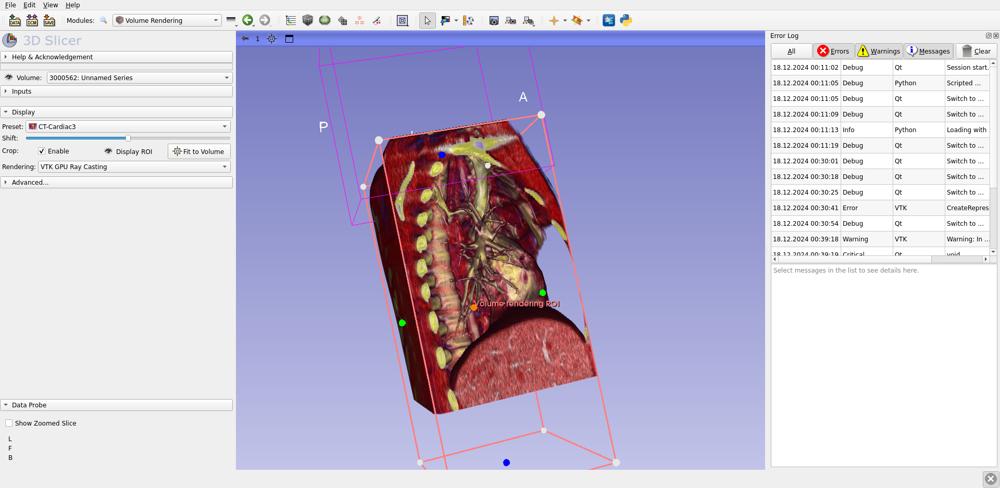 File Edit View Help
DATA DCM SAVE Modules: Volume Rendering
3D Slicer
Help & Acknowledgement
Volume: 3000562: Unnamed Series
Inputs
Display
Preset: CT-Cardiac3
Shift:
Crop: Enable Display ROI Fit to Volume
Rendering: VTK GPU Ray Casting
Advanced...
Data Probe
Show Zoomed Slice
L
F
B
1
A
P
Volume rendering ROI
Error Log
All Errors Warnings Messages Clear
18.12.2024 00:11:02 Debug Qt Session start.
18.12.2024 00:11:05 Debug Python Scripted ...
18.12.2024 00:11:05 Debug Qt Switch to ...
18.12.2024 00:11:09 Debug Qt Switch to ...
18.12.2024 00:11:13 Info Python Loading with
18.12.2024 00:11:19 Debug Qt Switch to ...
18.12.2024 00:30:01 Debug Qt Switch to ...
18.12.2024 00:30:18 Debug Qt Switch to ...
18.12.2024 00:30:25 Debug Qt Switch to ...
18.12.2024 00:30:41 Error VTK CreateRepres
18.12.2024 00:30:54 Debug Qt Switch to ...
18.12.2024 00:39:18 Warning VTK Warning: In ...
18.12.2024 00:39:19 Critical Qt void
Select messages in the list to see details here.